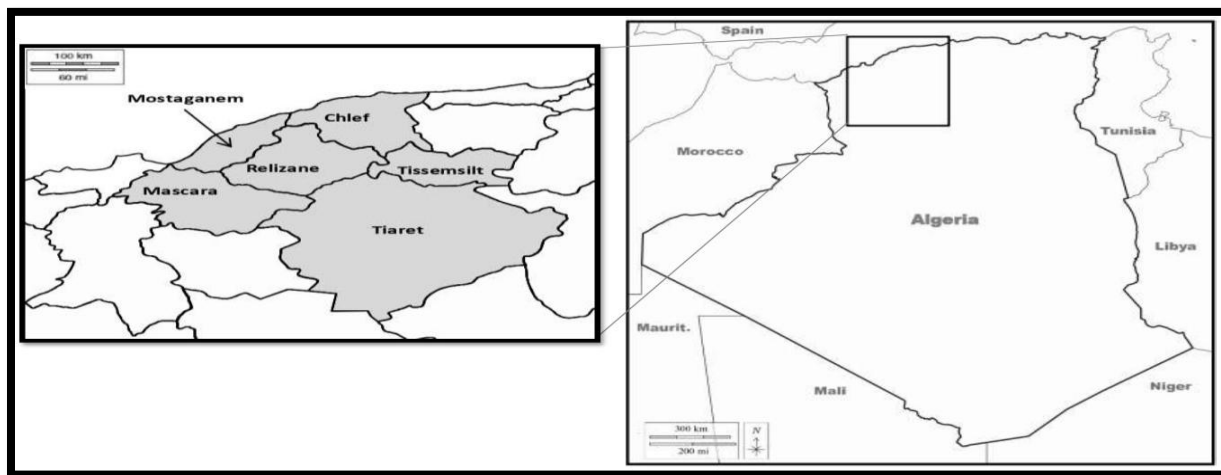 100 km
60 mi
Mostaganem
Chlef
Relizane
Tissemsilt
Mascara
Tiaret
Spain
Morocco
Tunisia
Algeria
Libya
Maurit.
Mali
Niger
300 km
200 mi
N